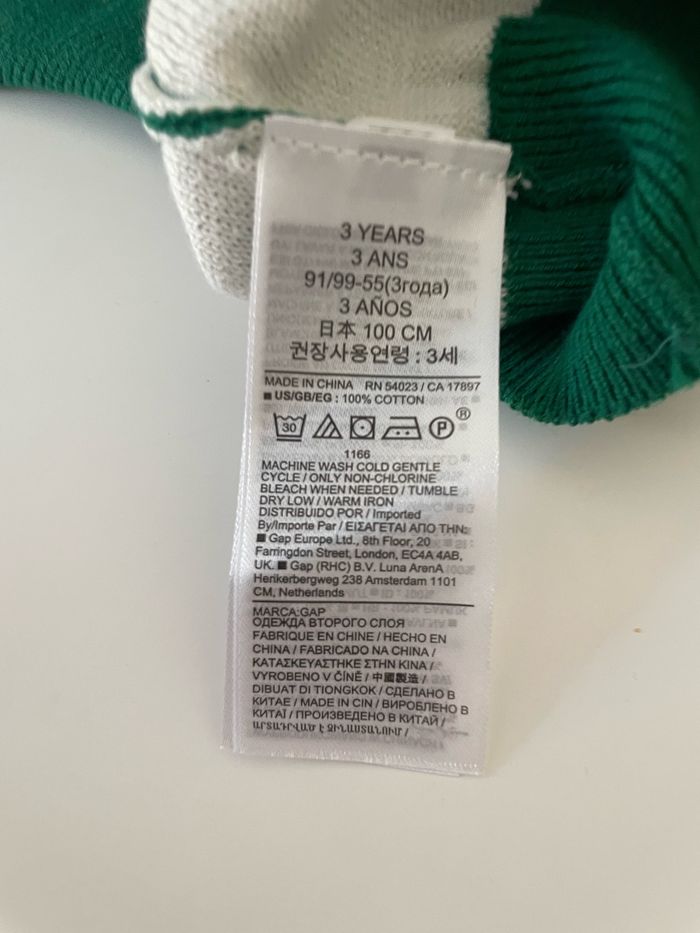 3 YEARS
3 ANS
91/99-55(3года)
3 AÑOS
日本 100 CM
권장사용연령 : 3세
MADE IN CHINA RN 54023 / CA 17897
■ US/GB/EG : 100% COTTON
30 P ®
1166
MACHINE WASH COLD GENTLE
CYCLE / ONLY NON-CHLORINE
BLEACH WHEN NEEDED / TUMBLE
DRY LOW / WARM IRON
DISTRIBUIDO POR / Imported
By/Importe Par / ΕΙΣΑΓΕΤΑΙ ΑΠΟ ΤΗΝ:
■ Gap Europe Ltd., 8th Floor, 20
Farringdon Street, London, EC4A 4AB,
UK. ■ Gap (RHC) B.V. Luna ArenA
Herikerbergweg 238 Amsterdam 1101
CM, Netherlands
MARCA:GAP
ОДЕЖДА ВТОРОГО СЛОЯ
FABRIQUE EN CHINE / HECHO EN
CHINA / FABRICADO NA CHINA /
ΚΑΤΑΣΚΕΥΑΣΤΗΚΕ ΣΤΗΝ ΚΙΝΑ /
VYROBENO V ČÍNĚ / 中國製造 /
DIBUAT DI TIONGKOK / СДЕЛАНО В
КИТАЕ / MADE IN CIN / ВИРОБЛЕНО В
КИТАЇ / ПРОИЗВЕДЕНО В КИТАЙ /
ԱՐՏԱԴՐՎԱԾ Է ՉԻՆԱՍՏԱՆՈՒՄ /